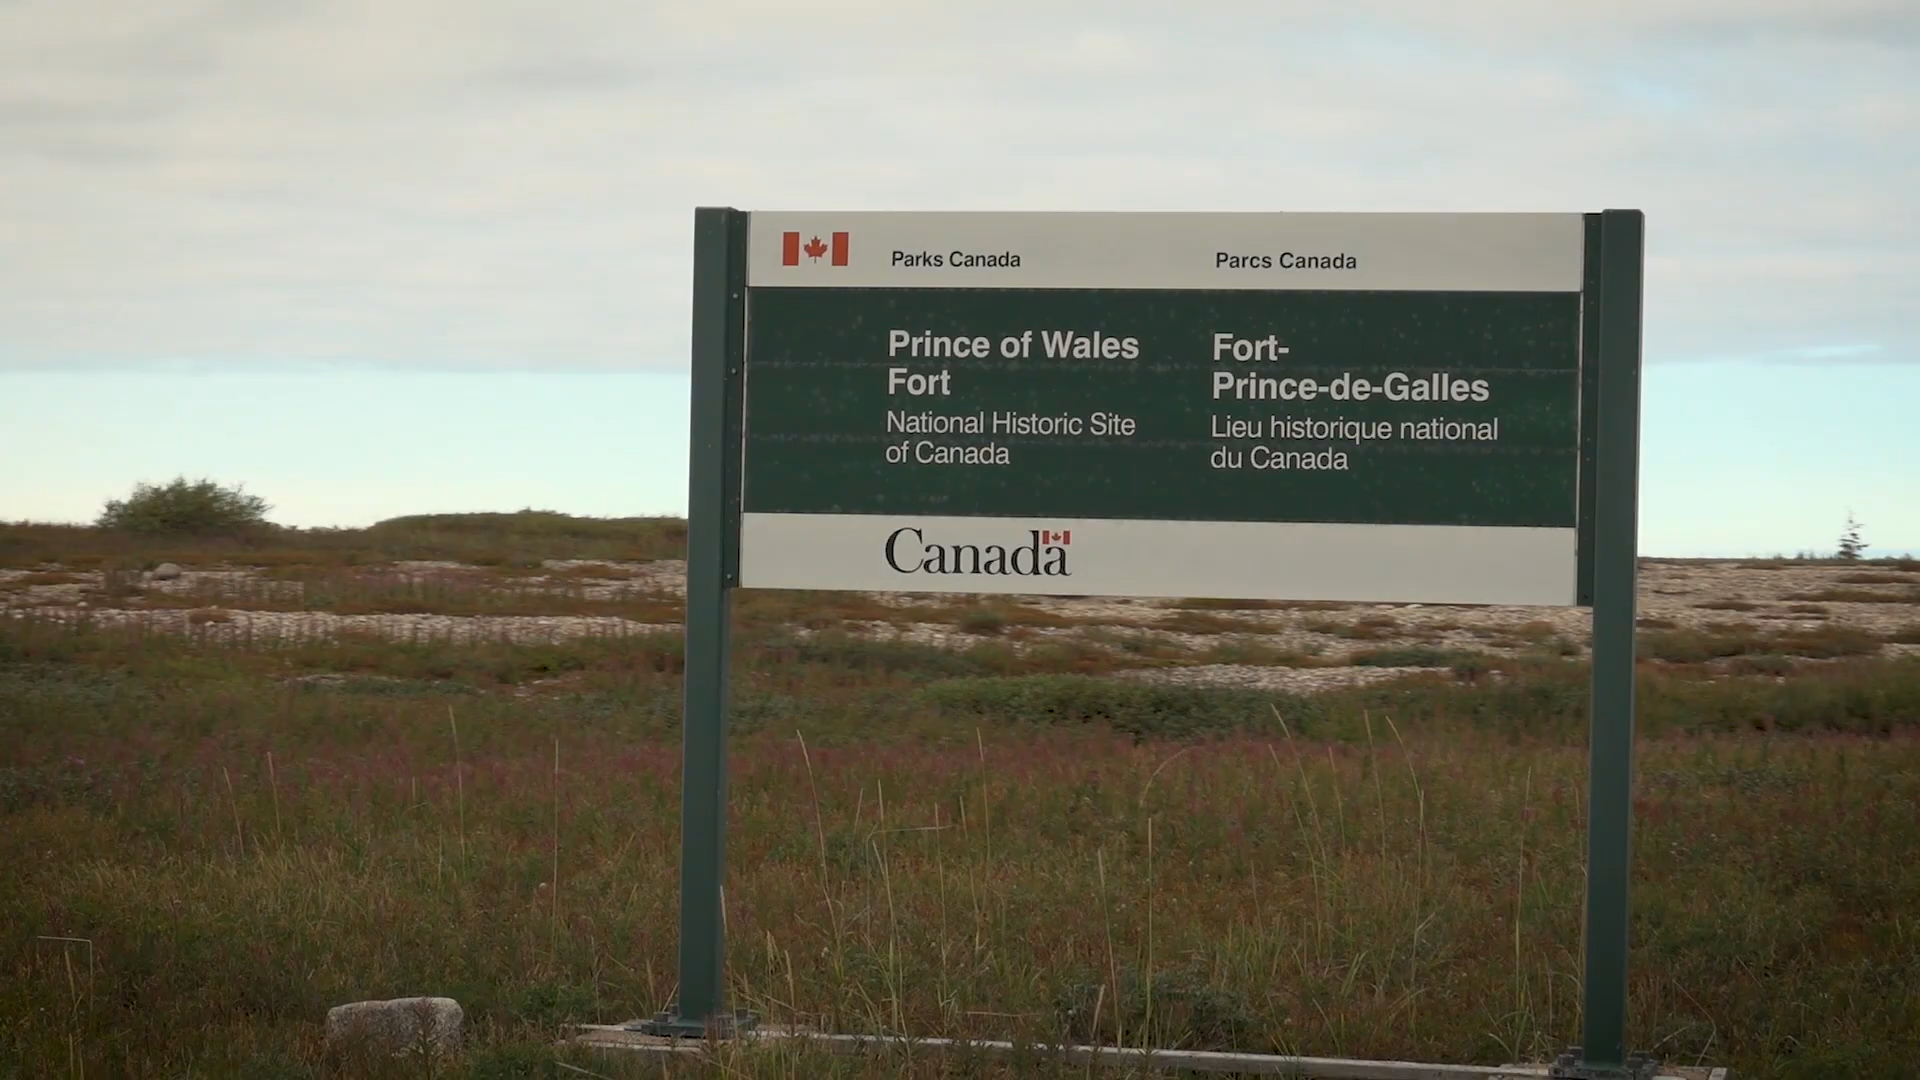 Parks Canada
Parcs Canada
Prince of Wales
Fort
National Historic Site
of Canada
Fort-
Prince-de-Galles
Lieu historique national
du Canada
Canada